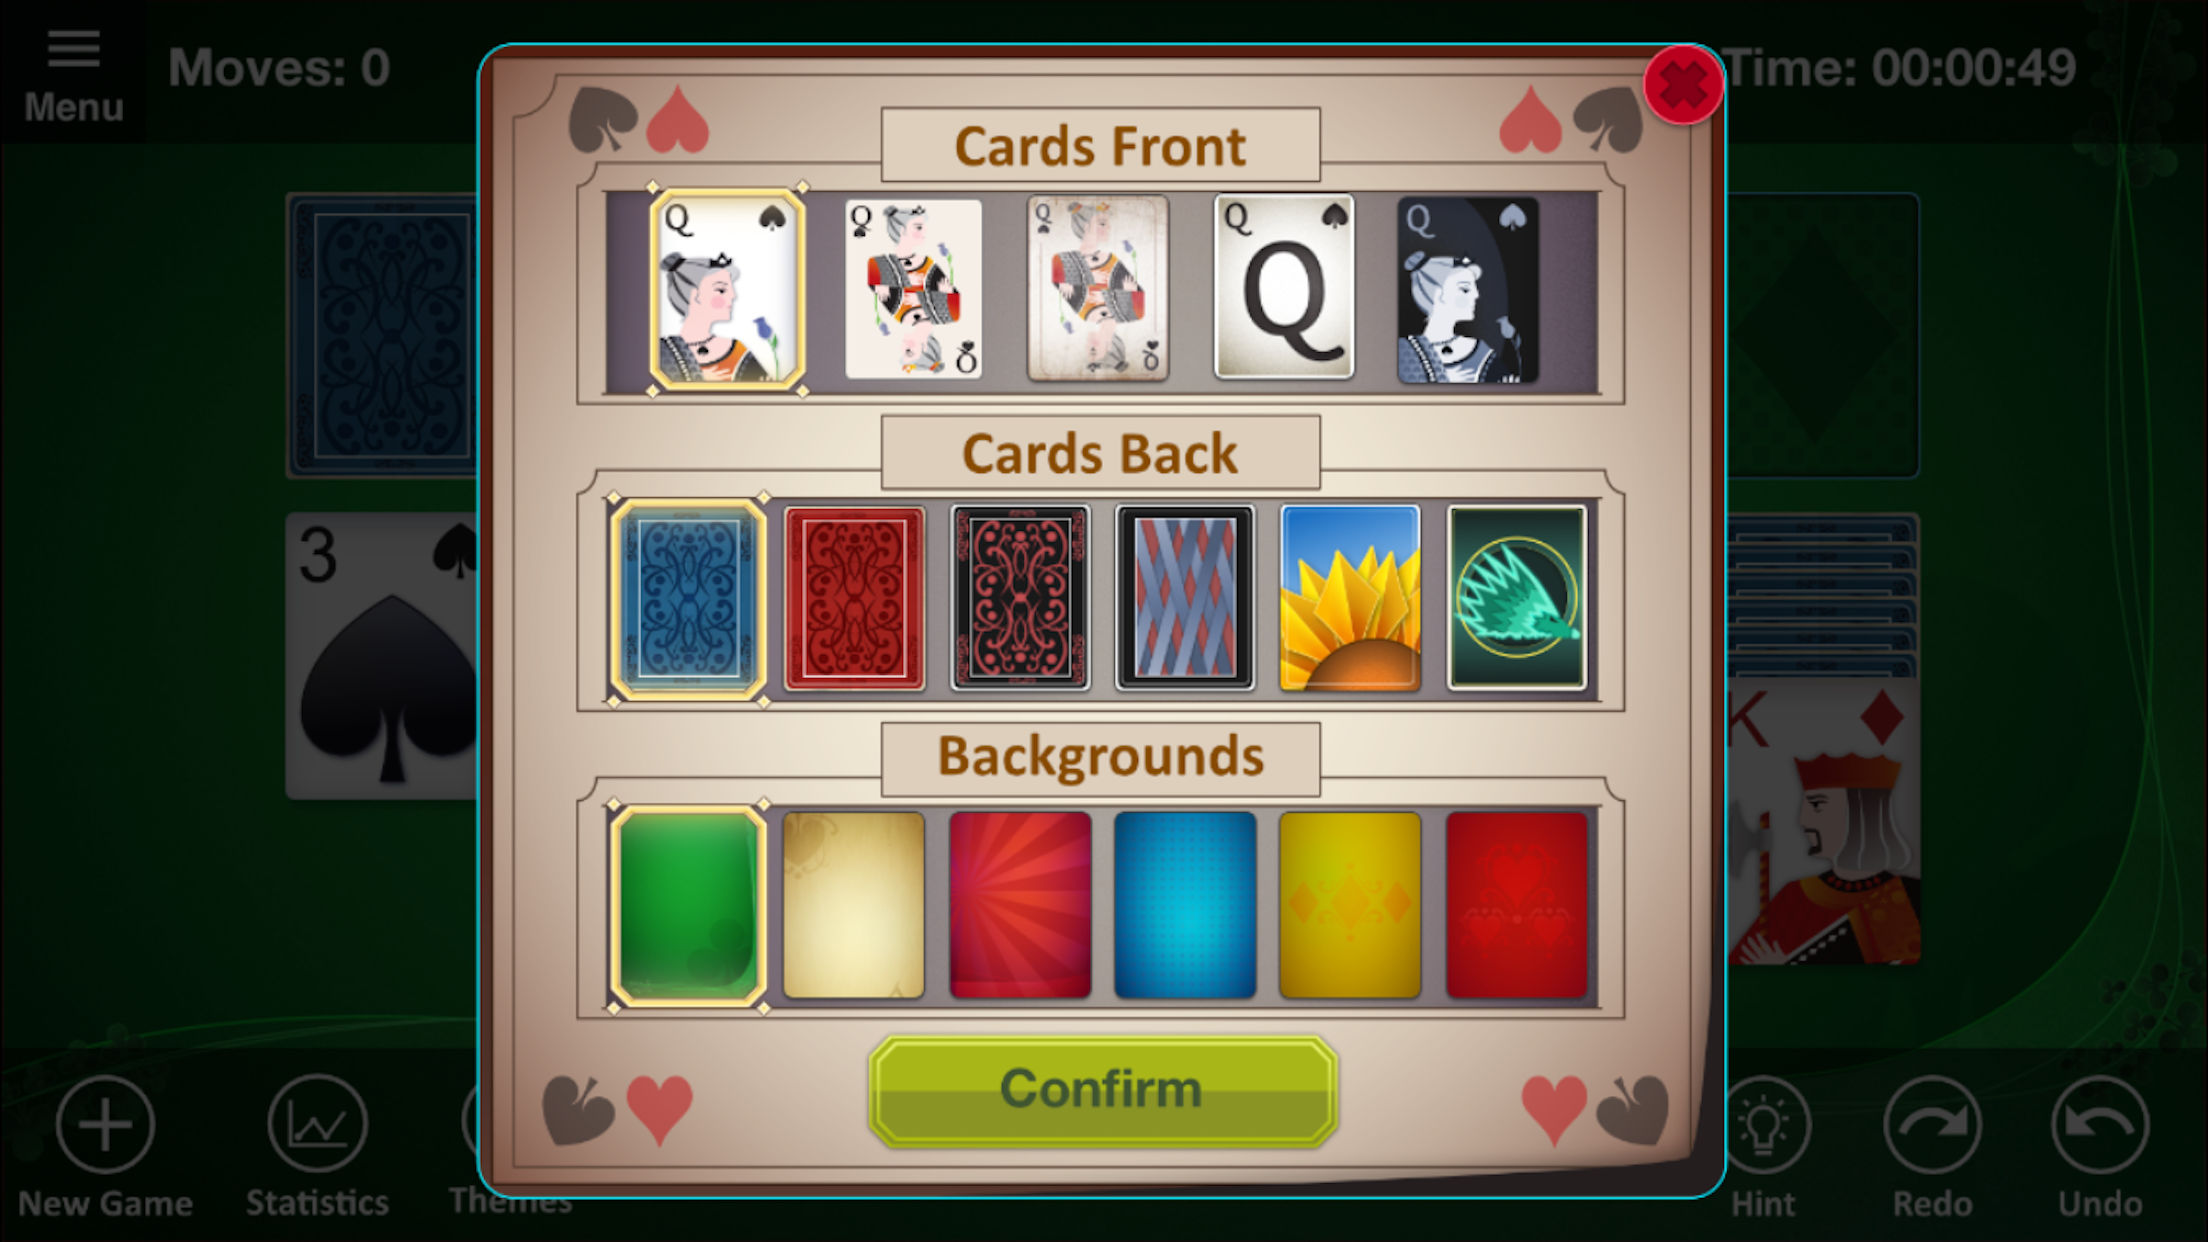 Menu
Moves: 0
Time: 00:00:49
Cards Front
Q
Q
Q
Q
Q
Q
Q
Q
Cards Back
3
K
Backgrounds
Confirm
New Game
Statistics
Themes
Hint
Redo
Undo